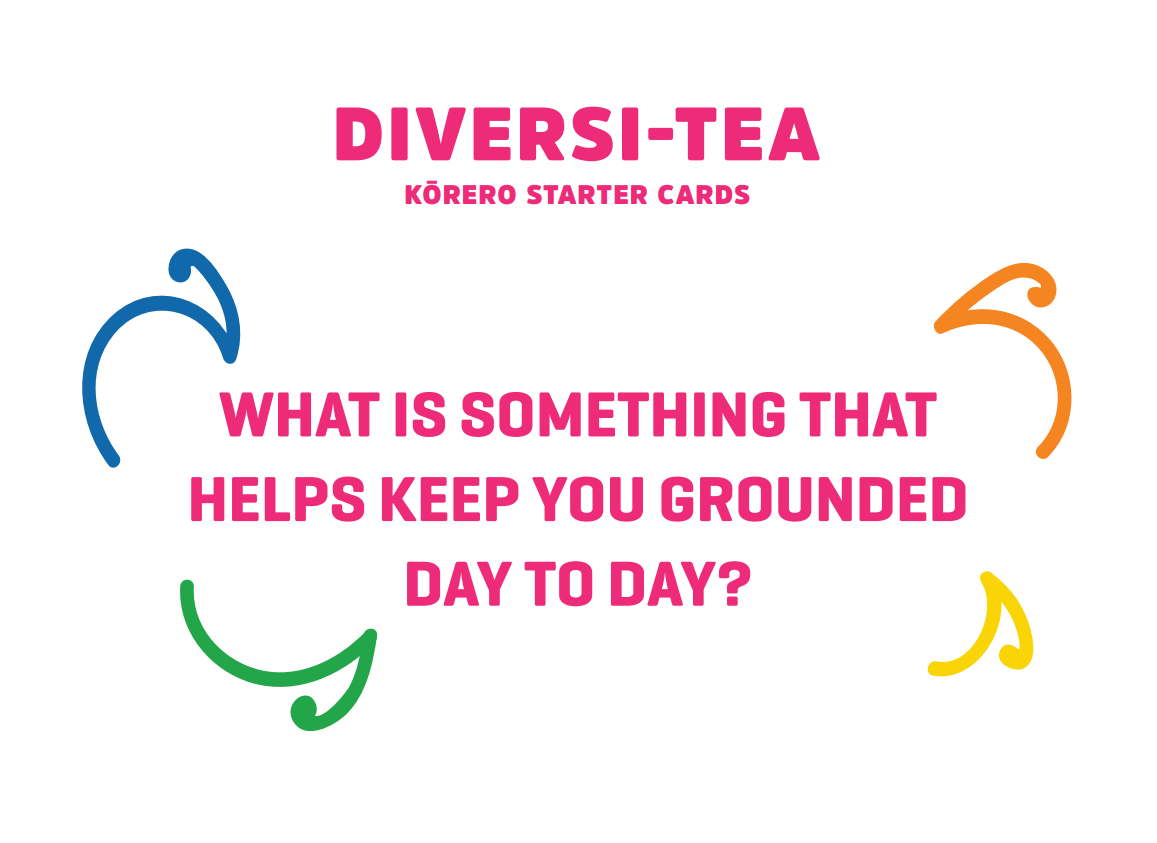 DIVERSI-TEA
KŌRERO STARTER CARDS
WHAT IS SOMETHING THAT
HELPS KEEP YOU GROUNDED
DAY TO DAY?